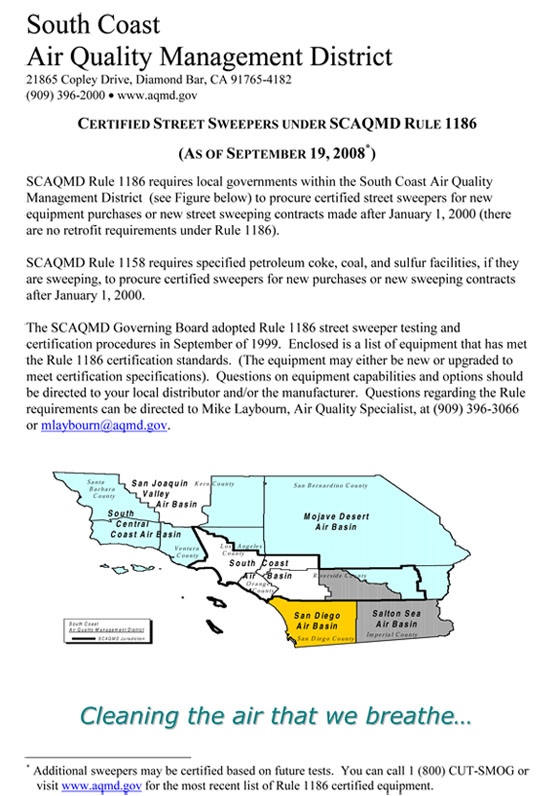 South Coast
Air Quality Management District
21865 Copley Drive, Diamond Bar, CA 91765-4182
(909) 396-2000 • www.aqmd.gov
CERTIFIED STREET SWEEPERS UNDER SCAQMD RULE 1186
(AS OF SEPTEMBER 19, 2008*)
SCAQMD Rule 1186 requires local governments within the South Coast Air Quality
Management District  (see Figure below) to procure certified street sweepers for new
equipment purchases or new street sweeping contracts made after January 1, 2000 (there
are no retrofit requirements under Rule 1186).
SCAQMD Rule 1158 requires specified petroleum coke, coal, and sulfur facilities, if they
are sweeping, to procure certified sweepers for new purchases or new sweeping contracts
after January 1, 2000.
The SCAQMD Governing Board adopted Rule 1186 street sweeper testing and
certification procedures in September of 1999.  Enclosed is a list of equipment that has met
the Rule 1186 certification standards.  (The equipment may either be new or upgraded to
meet certification specifications).  Questions on equipment capabilities and options should
be directed to your local distributor and/or the manufacturer.  Questions regarding the Rule
requirements can be directed to Mike Laybourn, Air Quality Specialist, at (909) 396-3066
or mlaybourn@aqmd.gov.
Santa
Barbara
County
San Joaquin
Valley
Air Basin
Kern County
San Bernardino County
South
Central
Coast Air Basin
Mojave Desert
Air Basin
Ventura
County
Los Angeles
County
South Coast
Air Basin
Orange
County
Riverside County
San Diego
Air Basin
San Diego County
Salton Sea
Air Basin
Imperial County
South Coast
Air Quality Management District
SCAQMD Jurisdiction
Cleaning the air that we breathe…
* Additional sweepers may be certified based on future tests.  You can call 1 (800) CUT-SMOG or
visit www.aqmd.gov for the most recent list of Rule 1186 certified equipment.